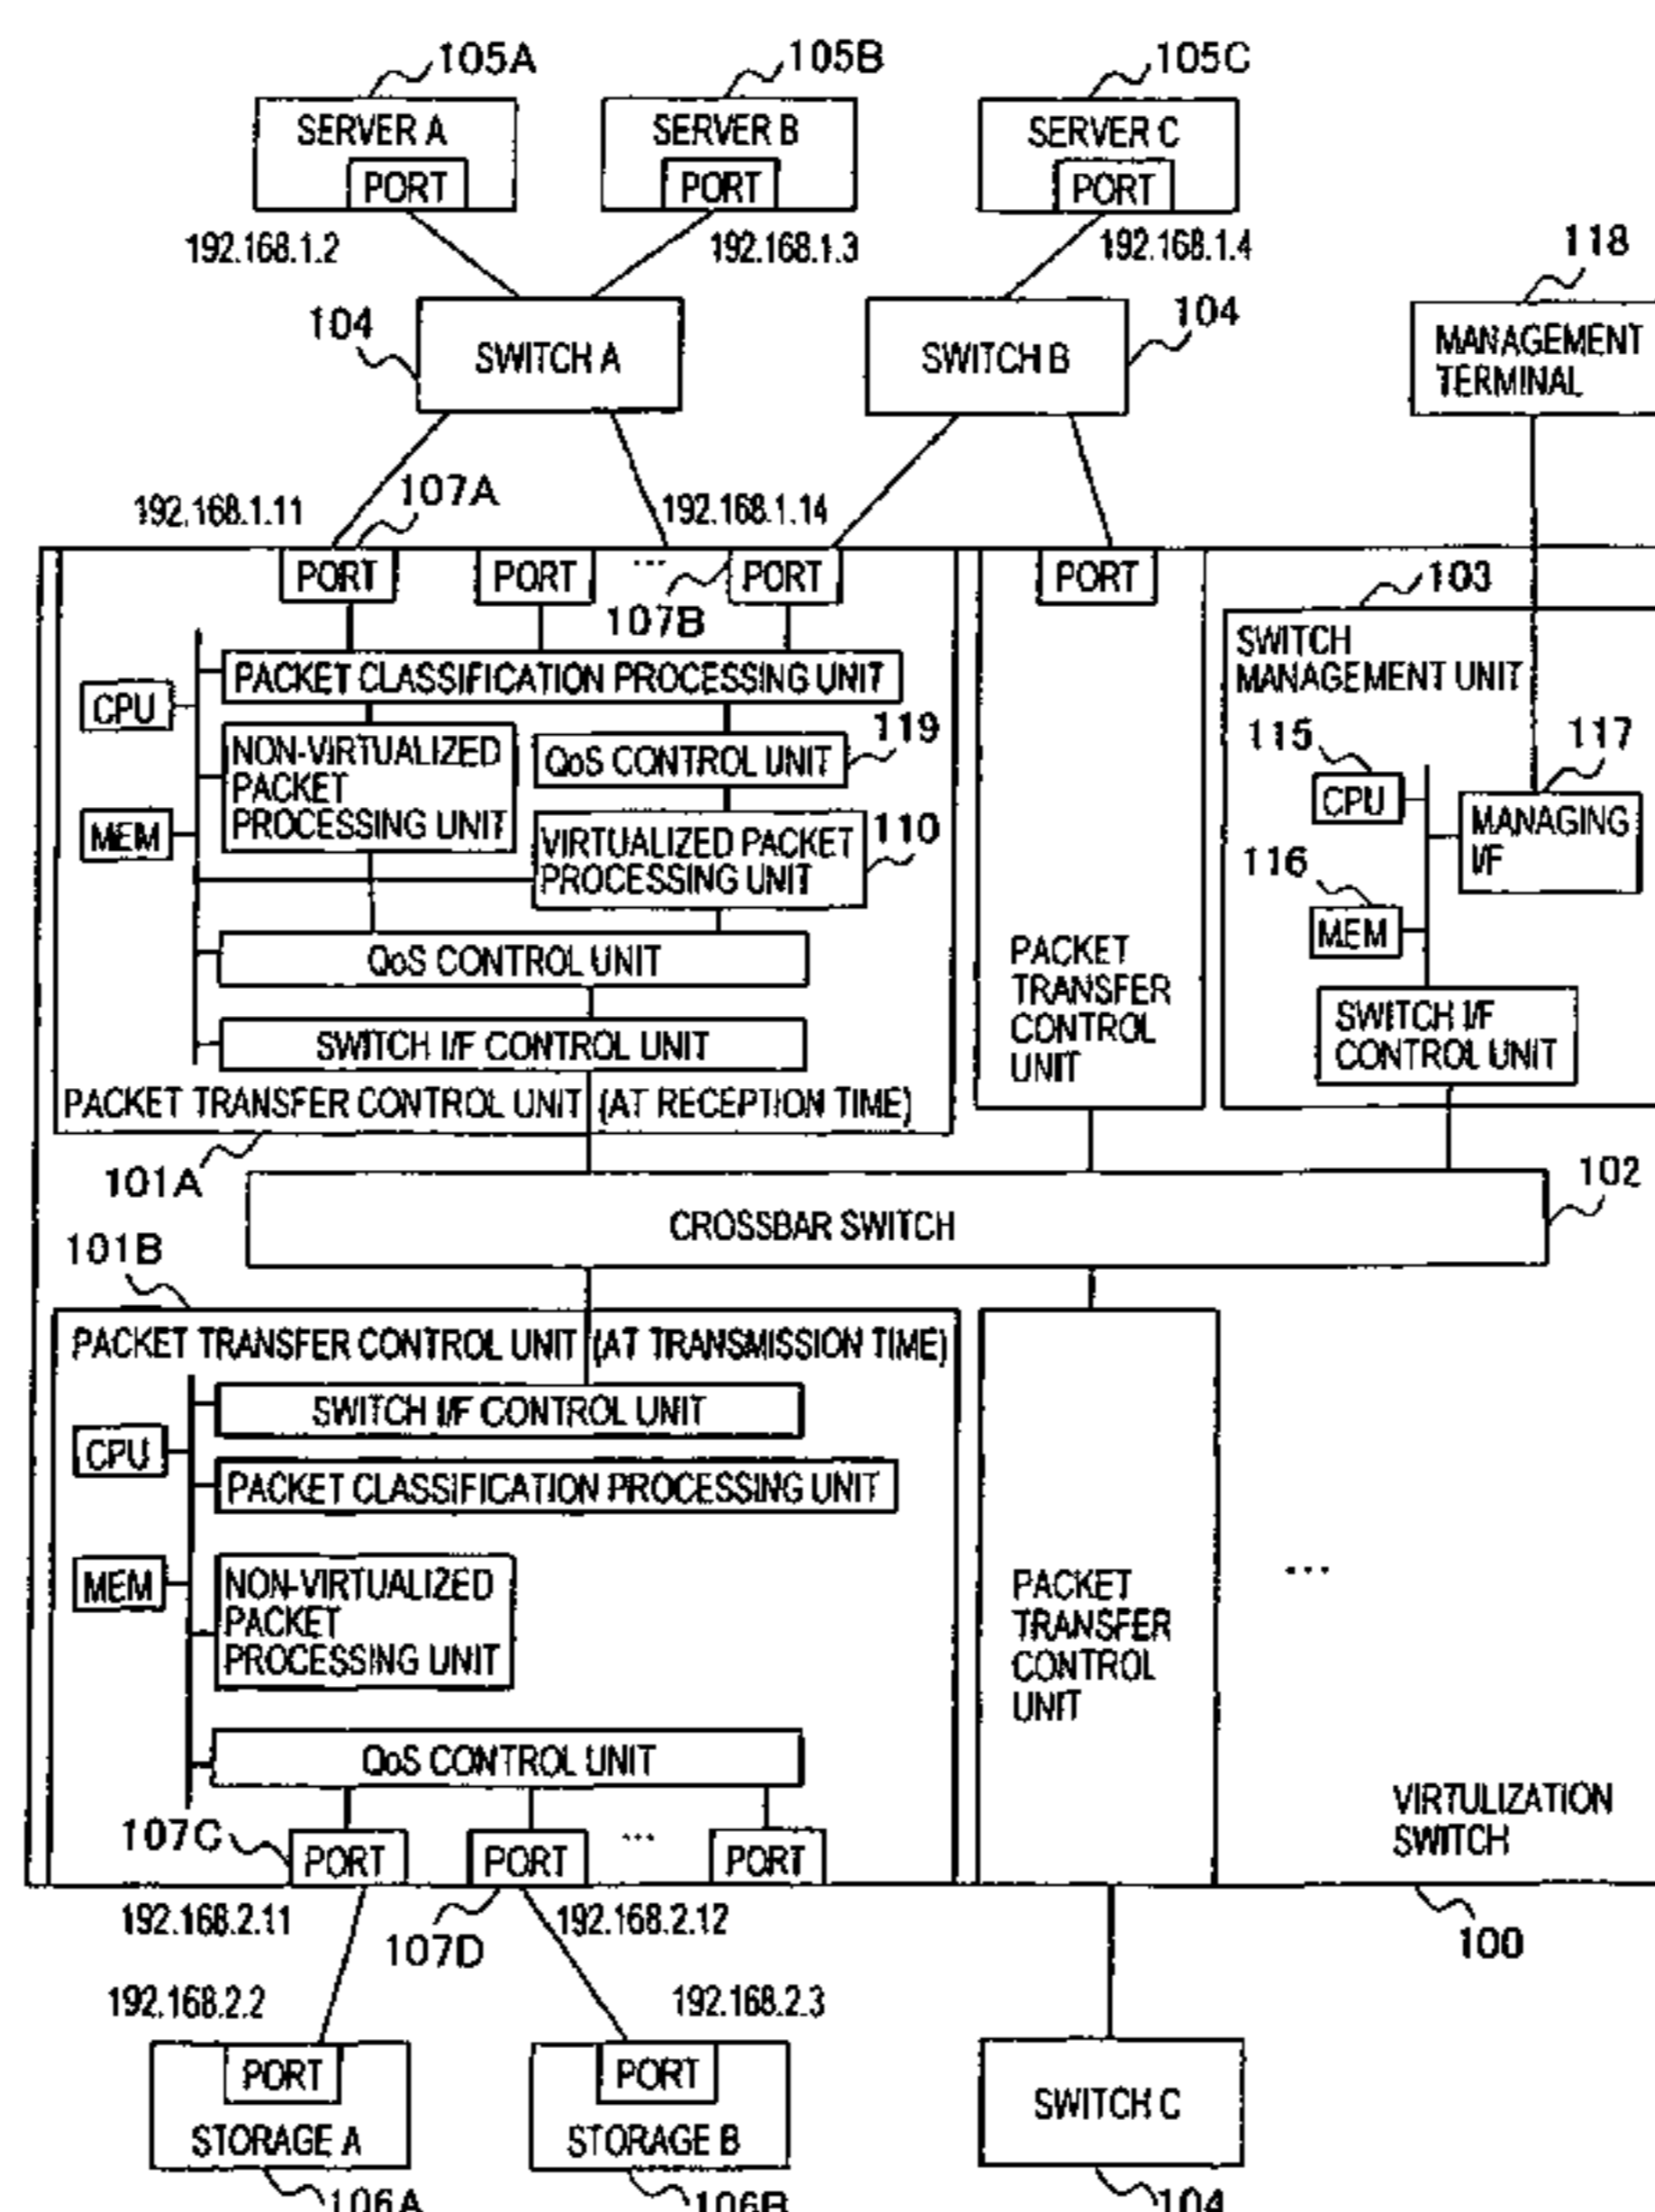 105A
105B
105C
SERVER A
PORT
SERVER B
PORT
SERVER C
PORT
192.168.1.2
192.168.1.3
192.168.1.4
118
104
SWITCH A
SWITCH B
104
MANAGEMENT
TERMINAL
192.168.1.11
107A
192.168.1.14
PORT
PORT
...
PORT
PORT
107B
103
SWITCH
MANAGEMENT UNIT
PACKET CLASSIFICATION PROCESSING UNIT
CPU
NON-VIRTUALIZED
PACKET
PROCESSING UNIT
119
QoS CONTROL UNIT
115
CPU
117
MANAGING
I/F
MEM
VIRTUALIZED PACKET
PROCESSING UNIT
110
116
MEM
QoS CONTROL UNIT
PACKET
TRANSFER
CONTROL
UNIT
SWITCH I/F
CONTROL UNIT
SWITCH I/F CONTROL UNIT
PACKET TRANSFER CONTROL UNIT (AT RECEPTION TIME)
101A
102
CROSSBAR SWITCH
101B
PACKET TRANSFER CONTROL UNIT (AT TRANSMISSION TIME)
SWITCH I/F CONTROL UNIT
CPU
PACKET CLASSIFICATION PROCESSING UNIT
MEM
NON-VIRTUALIZED
PACKET
PROCESSING UNIT
PACKET
TRANSFER
CONTROL
UNIT
...
QoS CONTROL UNIT
VIRTULIZATION
SWITCH
107C
PORT
PORT
...
PORT
192.168.2.11
107D
192.168.2.12
100
192.168.2.2
192.168.2.3
PORT
STORAGE A
PORT
STORAGE B
SWITCH C
106A
106B
104